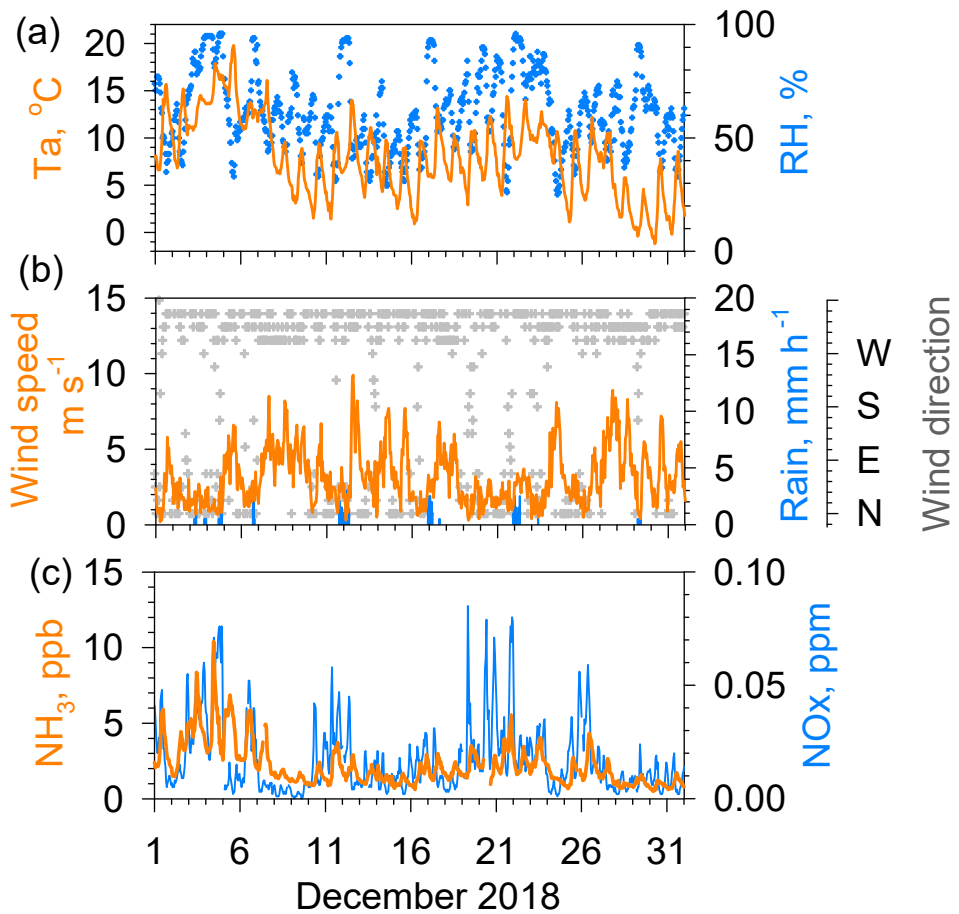 (a)
20
15
10
5
0
Ta, °C
100
50
0
RH, %
(b)
15
10
5
0
Wind speed
m s⁻¹
20
15
10
5
0
Rain, mm h⁻¹
W
S
E
N
Wind direction
(c)
15
10
5
0
NH₃, ppb
0.10
0.05
0.00
NOx, ppm
1 6 11 16 21 26 31
December 2018